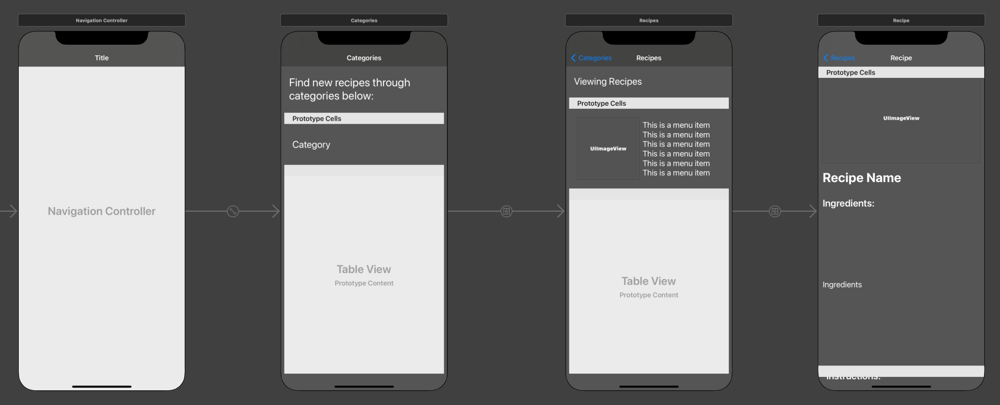 Navigation Controller
Title
Navigation Controller
Categories
Categories
Find new recipes through
categories below:
Prototype Cells
Category
Table View
Prototype Content
Recipes
Categories
Recipes
Viewing Recipes
Prototype Cells
UIImageView
This is a menu item
This is a menu item
This is a menu item
This is a menu item
This is a menu item
This is a menu item
Table View
Prototype Content
Recipe
Recipes
Recipe
Prototype Cells
UIImageView
Recipe Name
Ingredients:
Ingredients
Instructions: